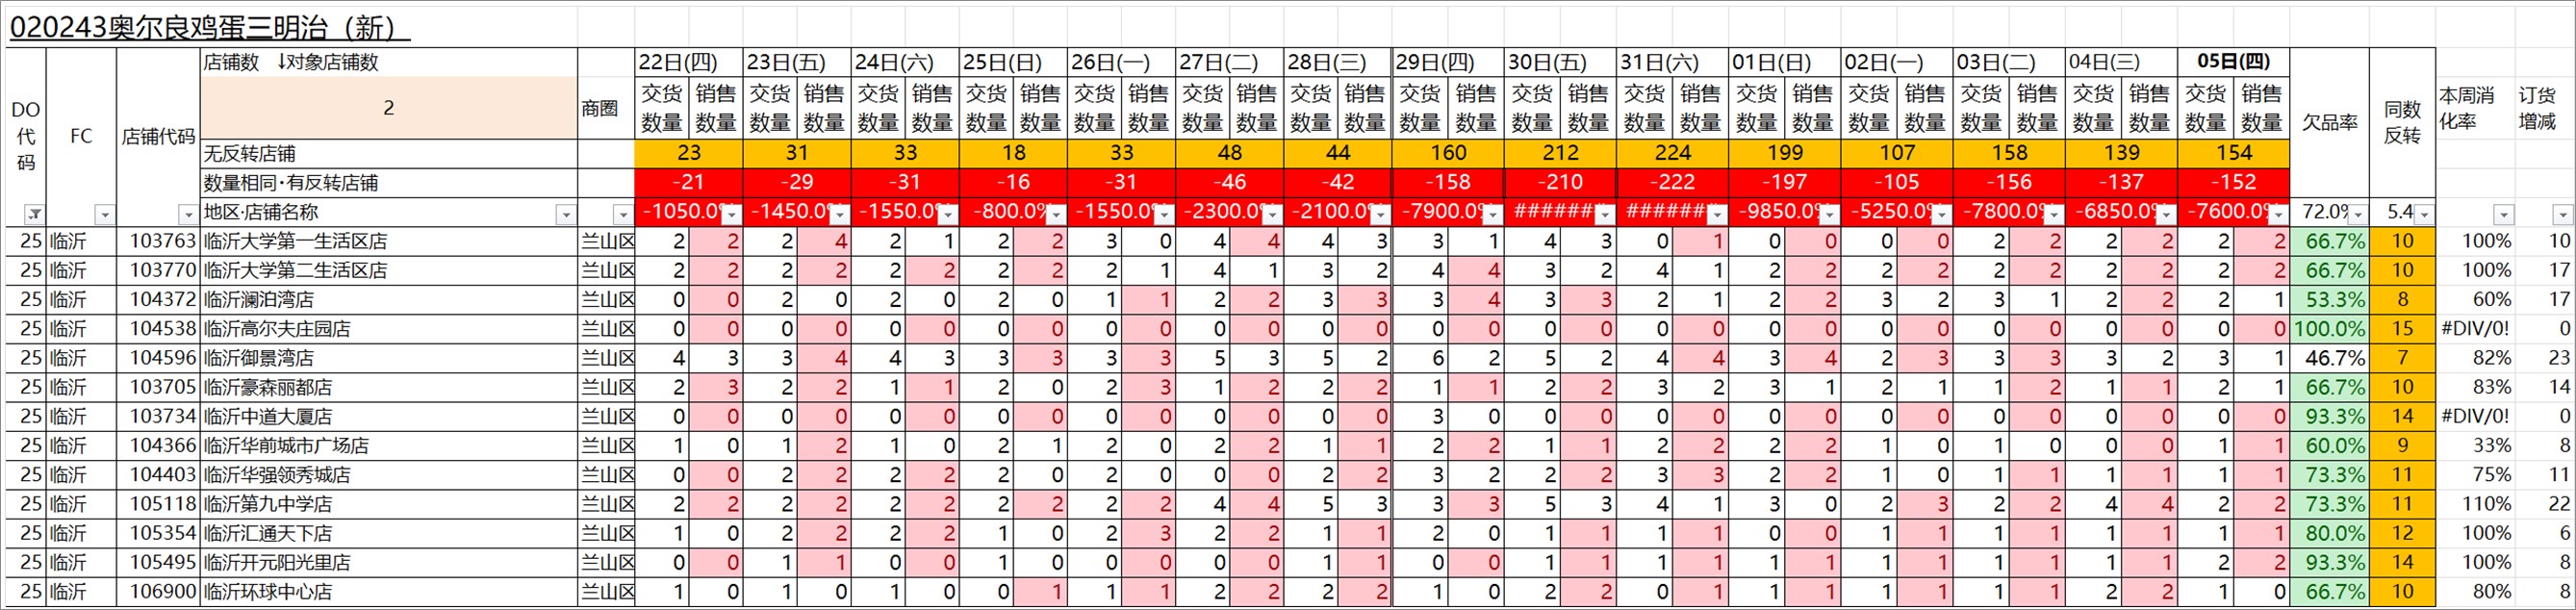 020243奥尔良鸡蛋三明治（新）
DO代码 FC 店铺代码 店铺数 ↓对象店铺数 商圈 22日(四) 23日(五) 24日(六) 25日(日) 26日(一) 27日(二) 28日(三) 29日(四) 30日(五) 31日(六) 01日(日) 02日(一) 03日(二) 04日(三) 05日(四) 欠品率 同数反转 本周消化率 订货增减
2 交货数量 销售数量 交货数量 销售数量 交货数量 销售数量 交货数量 销售数量 交货数量 销售数量 交货数量 销售数量 交货数量 销售数量 交货数量 销售数量 交货数量 销售数量 交货数量 销售数量 交货数量 销售数量 交货数量 销售数量 交货数量 销售数量 交货数量 销售数量 交货数量 销售数量
无反转店铺 23 31 33 18 33 48 44 160 212 224 199 107 158 139 154
数量相同·有反转店铺 -21 -29 -31 -16 -31 -46 -42 -158 -210 -222 -197 -105 -156 -137 -152
地区·店铺名称 -1050.0% -1450.0% -1550.0% -800.0% -1550.0% -2300.0% -2100.0% -7900.0% ####### ####### -9850.0% -5250.0% -7800.0% -6850.0% -7600.0% 72.0% 5.4
25 临沂 103763 临沂大学第一生活区店 兰山区 2 2 2 4 2 1 2 2 3 0 4 4 4 3 3 1 4 3 0 1 0 0 0 0 2 2 2 2 2 2 66.7% 10 100% 10
25 临沂 103770 临沂大学第二生活区店 兰山区 2 2 2 2 2 2 2 2 2 1 4 1 3 2 4 4 3 2 4 1 2 2 2 2 2 2 2 2 2 2 66.7% 10 100% 17
25 临沂 104372 临沂澜泊湾店 兰山区 0 0 2 0 2 0 2 0 1 1 2 2 3 3 3 4 3 3 2 1 2 2 3 2 3 1 2 2 2 1 53.3% 8 60% 17
25 临沂 104538 临沂高尔夫庄园店 兰山区 0 0 0 0 0 0 0 0 0 0 0 0 0 0 0 0 0 0 0 0 0 0 0 0 0 0 0 0 0 0 100.0% 15 #DIV/0! 0
25 临沂 104596 临沂御景湾店 兰山区 4 3 3 4 4 3 3 3 3 3 5 3 5 2 6 2 5 2 4 4 3 4 2 3 3 3 3 2 3 1 46.7% 7 82% 23
25 临沂 103705 临沂豪森丽都店 兰山区 2 3 2 2 1 1 2 0 2 3 1 2 2 2 1 1 2 2 3 2 3 1 2 1 1 2 1 1 2 1 66.7% 10 83% 14
25 临沂 103734 临沂中道大厦店 兰山区 0 0 0 0 0 0 0 0 0 0 0 0 0 0 3 0 0 0 0 0 0 0 0 0 0 0 0 0 0 0 93.3% 14 #DIV/0! 0
25 临沂 104366 临沂华前城市广场店 兰山区 1 0 1 2 1 0 2 1 2 0 2 2 1 1 2 2 1 1 2 2 2 2 1 0 1 0 0 0 1 1 60.0% 9 33% 8
25 临沂 104403 临沂华强领秀城店 兰山区 0 0 2 2 2 2 2 0 2 0 0 0 2 2 3 2 2 2 3 3 2 2 1 0 1 1 1 1 1 1 73.3% 11 75% 11
25 临沂 105118 临沂第九中学店 兰山区 2 2 2 2 2 2 2 2 2 2 4 4 5 3 3 3 5 3 4 1 3 0 2 3 2 2 4 4 2 2 73.3% 11 110% 22
25 临沂 105354 临沂汇通天下店 兰山区 1 0 2 2 2 2 1 0 2 3 2 2 1 1 2 0 1 1 1 1 0 0 1 1 1 1 1 1 1 1 80.0% 12 100% 6
25 临沂 105495 临沂开元阳光里店 兰山区 0 0 1 1 0 0 1 0 0 0 0 0 1 1 0 0 1 1 1 1 1 1 1 1 1 1 1 1 2 2 93.3% 14 100% 8
25 临沂 106900 临沂环球中心店 兰山区 1 0 1 0 1 0 0 1 1 1 2 2 2 2 1 0 2 2 0 1 1 1 1 1 1 1 2 2 1 0 66.7% 10 80% 8